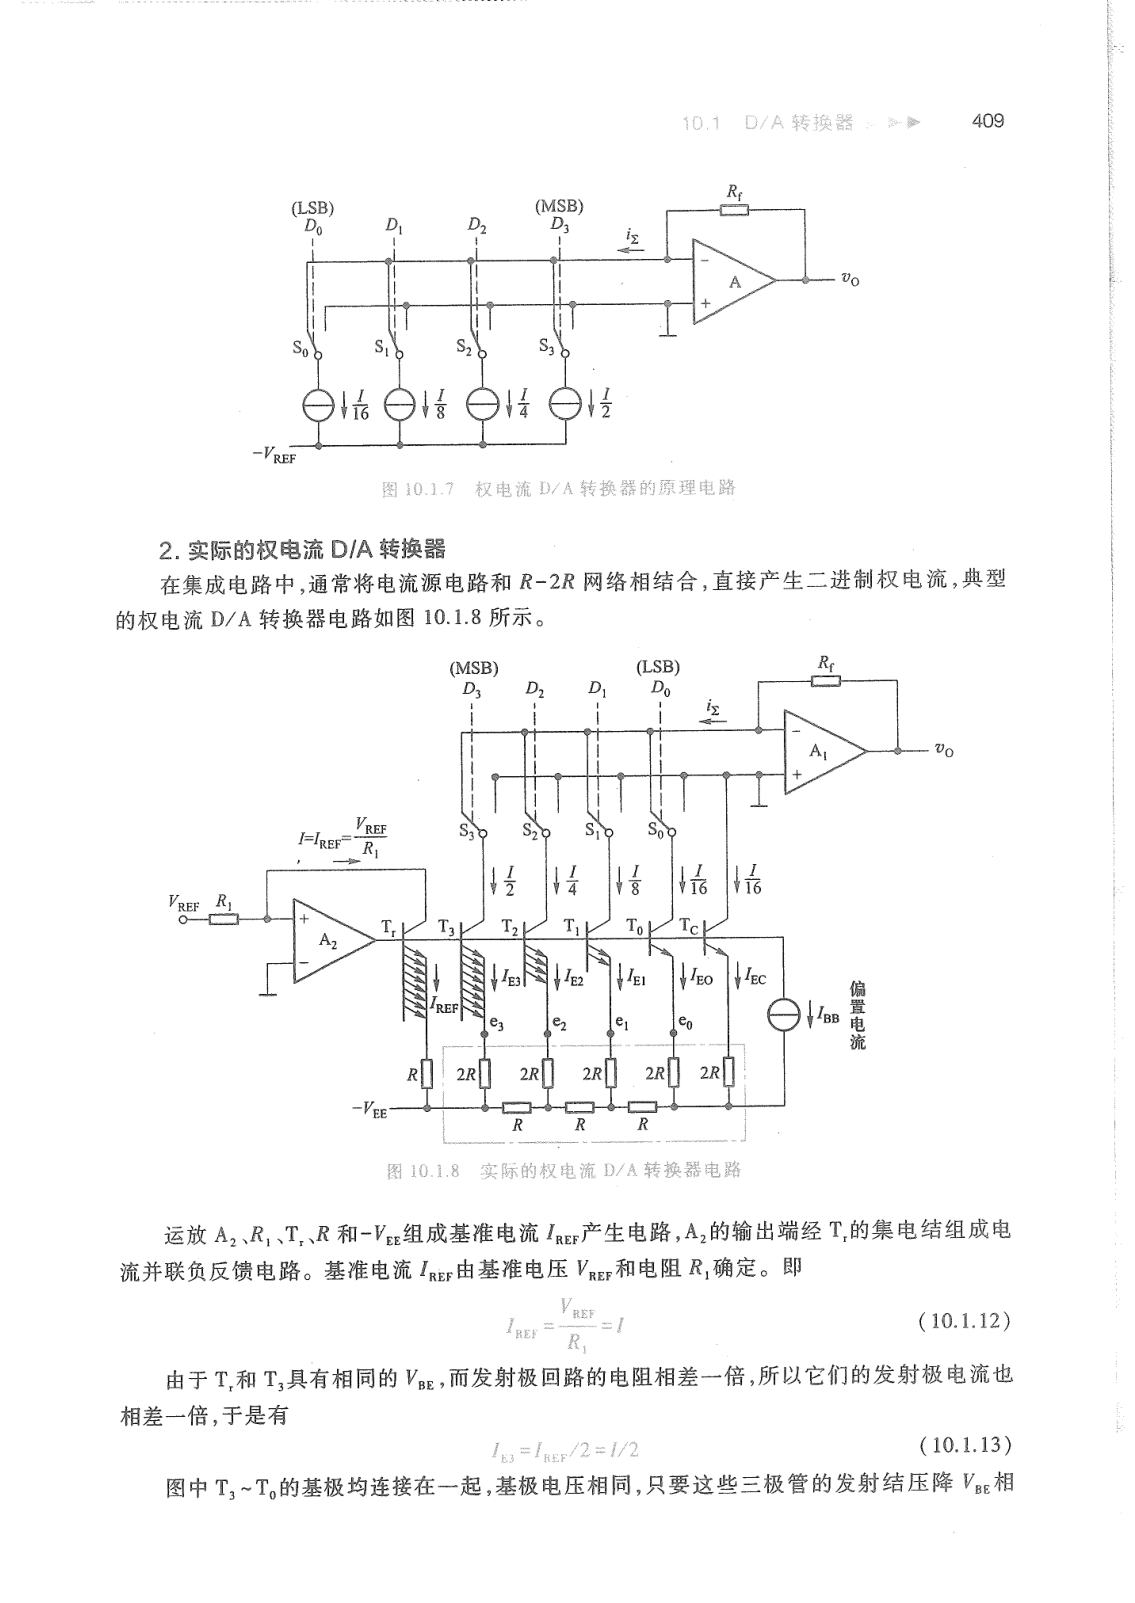 10.1 D/A 转换器 409
(LSB) (MSB) Rf
D0 D1 D2 D3 iΣ
− A + vO
S0 S1 S2 S3
I/16 I/8 I/4 I/2
−VREF
图 10.1.7 权电流 D/A 转换器的原理电路
2. 实际的权电流 D/A 转换器
在集成电路中,通常将电流源电路和 R-2R 网络相结合,直接产生二进制权电流,典型
的权电流 D/A 转换器电路如图 10.1.8 所示。
(MSB) (LSB) Rf
D3 D2 D1 D0 iΣ
− A1 + vO
I=IREF=VREF/R1 S3 S2 S1 S0
I/2 I/4 I/8 I/16 I/16
VREF R1
+ A2 − Tr T3 T2 T1 T0 TC
IREF IE3 IE2 IE1 IEO IEC IBB 偏置电流
e3 e2 e1 e0
R 2R 2R 2R 2R 2R
−VEE
R R R
图 10.1.8 实际的权电流 D/A 转换器电路
运放 A2、R1、Tr、R 和-VEE组成基准电流 IREF产生电路,A2的输出端经 Tr的集电结组成电
流并联负反馈电路。基准电流 IREF由基准电压 VREF和电阻 R1确定。即
IREF=VREF/R1=I (10.1.12)
由于 Tr和 T3具有相同的 VBE,而发射极回路的电阻相差一倍,所以它们的发射极电流也
相差一倍,于是有
IE3=IREF/2=I/2 (10.1.13)
图中 T3~T0的基极均连接在一起,基极电压相同,只要这些三极管的发射结压降 VBE相